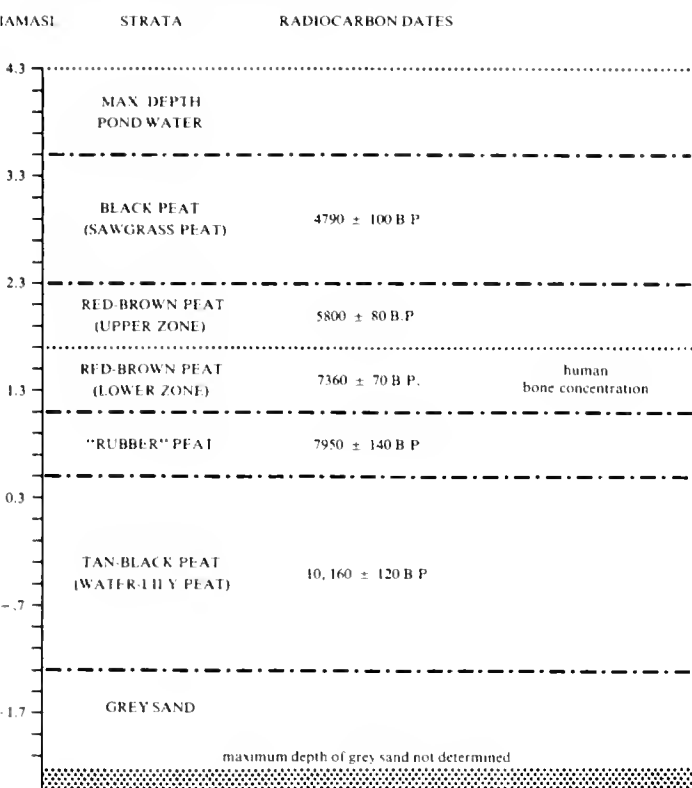 STRATA RADIOCARBON DATES
4.3
MAX. DEPTH
POND WATER
3.3
BLACK PEAT
(SAWGRASS PEAT) 4790 ± 100 B P
2.3
RED-BROWN PEAT
(UPPER ZONE) 5800 ± 80 B.P
RED-BROWN PEAT
(LOWER ZONE) 7360 ± 70 B P. human
bone concentration
1.3
"RUBBER" PEAT 7950 ± 140 B P
0.3
TAN-BLACK PEAT
(WATER-LILY PEAT) 10, 160 ± 120 B P
-.7
GREY SAND
-1.7
maximum depth of grey sand not determined